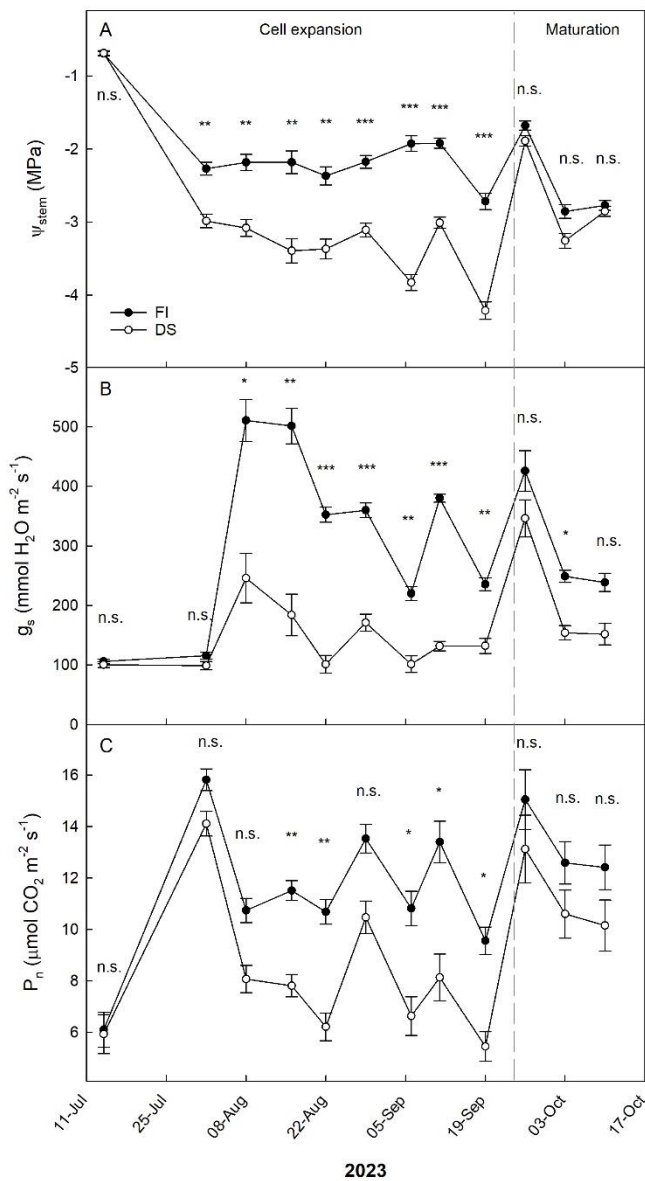 A Cell expansion Maturation
n.s.
n.s. ** ** ** ** *** *** *** *** n.s. n.s.
-1
-2
-3
-4
-5
Ψstem (MPa)
FI
DS
B
* ** *** *** ** *** ** n.s. * n.s.
n.s. n.s.
500
400
300
200
100
0
gs (mmol H2O m-2 s-1)
C
n.s. n.s. ** ** n.s. * * * n.s. n.s. n.s.
n.s.
16
14
12
10
8
6
Pn (μmol CO2 m-2 s-1)
11-Jul 25-Jul 08-Aug 22-Aug 05-Sep 19-Sep 03-Oct 17-Oct
2023